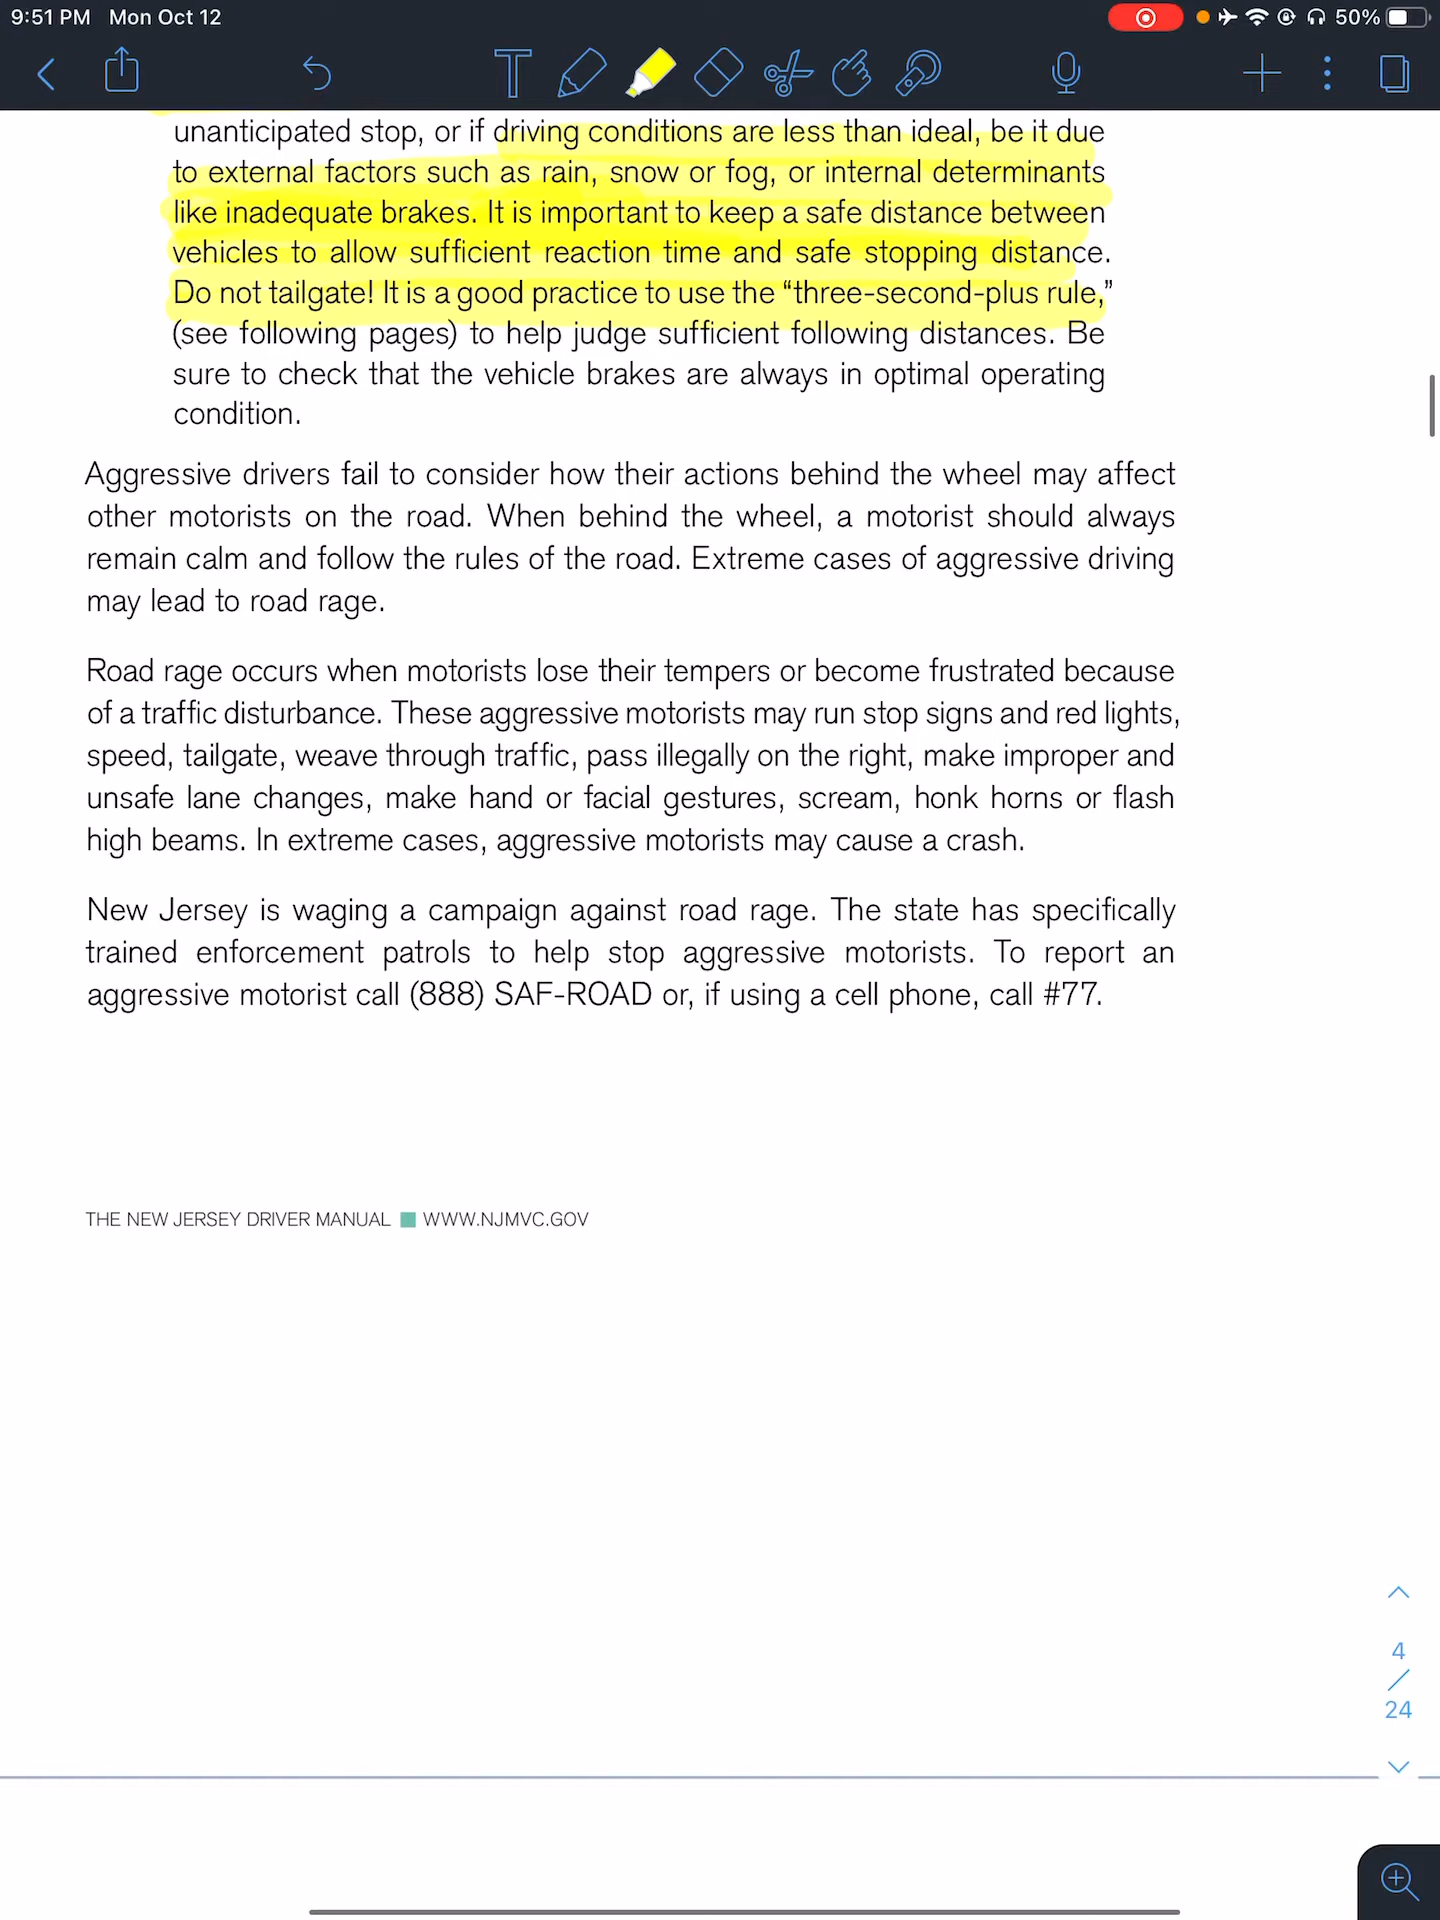 9:51 PM Mon Oct 12
50%
unanticipated stop, or if driving conditions are less than ideal, be it due
to external factors such as rain, snow or fog, or internal determinants
like inadequate brakes. It is important to keep a safe distance between
vehicles to allow sufficient reaction time and safe stopping distance.
Do not tailgate! It is a good practice to use the “three-second-plus rule,”
(see following pages) to help judge sufficient following distances. Be
sure to check that the vehicle brakes are always in optimal operating
condition.
Aggressive drivers fail to consider how their actions behind the wheel may affect
other motorists on the road. When behind the wheel, a motorist should always
remain calm and follow the rules of the road. Extreme cases of aggressive driving
may lead to road rage.
Road rage occurs when motorists lose their tempers or become frustrated because
of a traffic disturbance. These aggressive motorists may run stop signs and red lights,
speed, tailgate, weave through traffic, pass illegally on the right, make improper and
unsafe lane changes, make hand or facial gestures, scream, honk horns or flash
high beams. In extreme cases, aggressive motorists may cause a crash.
New Jersey is waging a campaign against road rage. The state has specifically
trained enforcement patrols to help stop aggressive motorists. To report an
aggressive motorist call (888) SAF-ROAD or, if using a cell phone, call #77.
THE NEW JERSEY DRIVER MANUAL ■ WWW.NJMVC.GOV
4
/
24